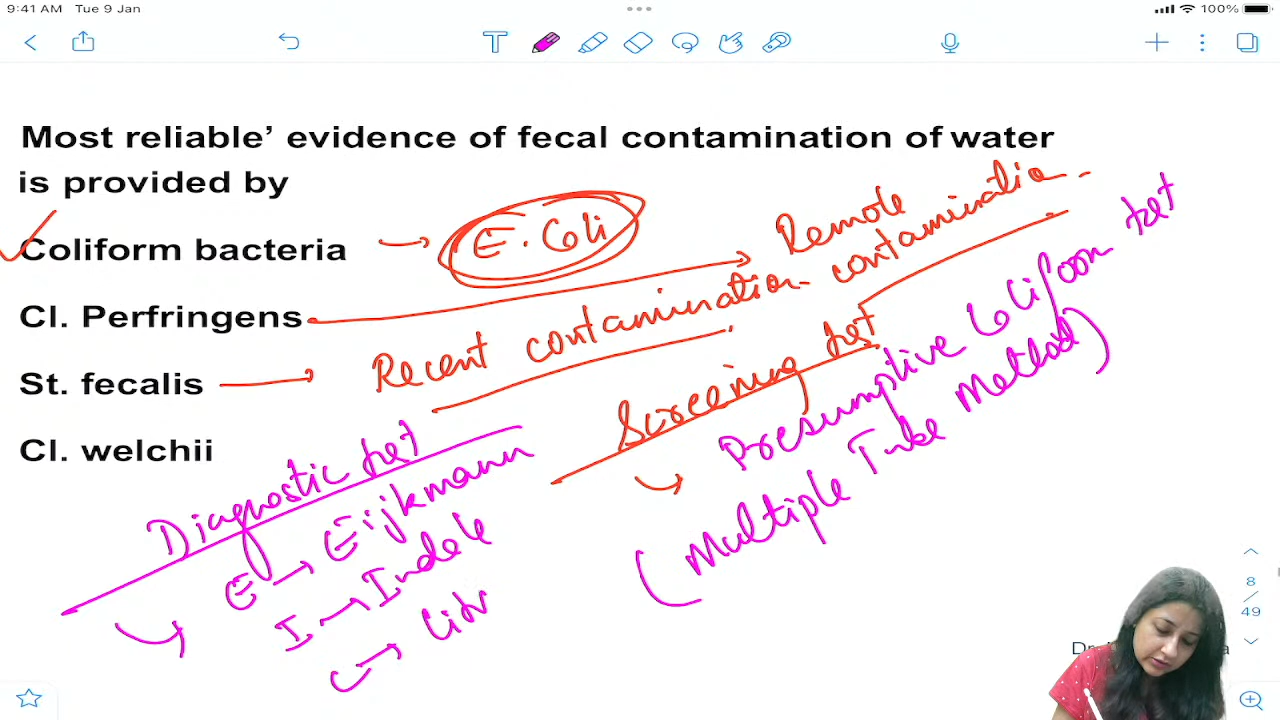 9:41 AM Tue 9 Jan
100%
Most reliable’ evidence of fecal contamination of water
is provided by
Coliform bacteria → E. Coli
Cl. Perfringens → Remote
contamination.
St. fecalis → Recent contamination.
Cl. welchii
Screening test
→ Presumptive Coliform test
(Multiple Tube Method)
Diagnostic test
→ E → Eijkmann
I → Indole
C → Citr
8
/
49